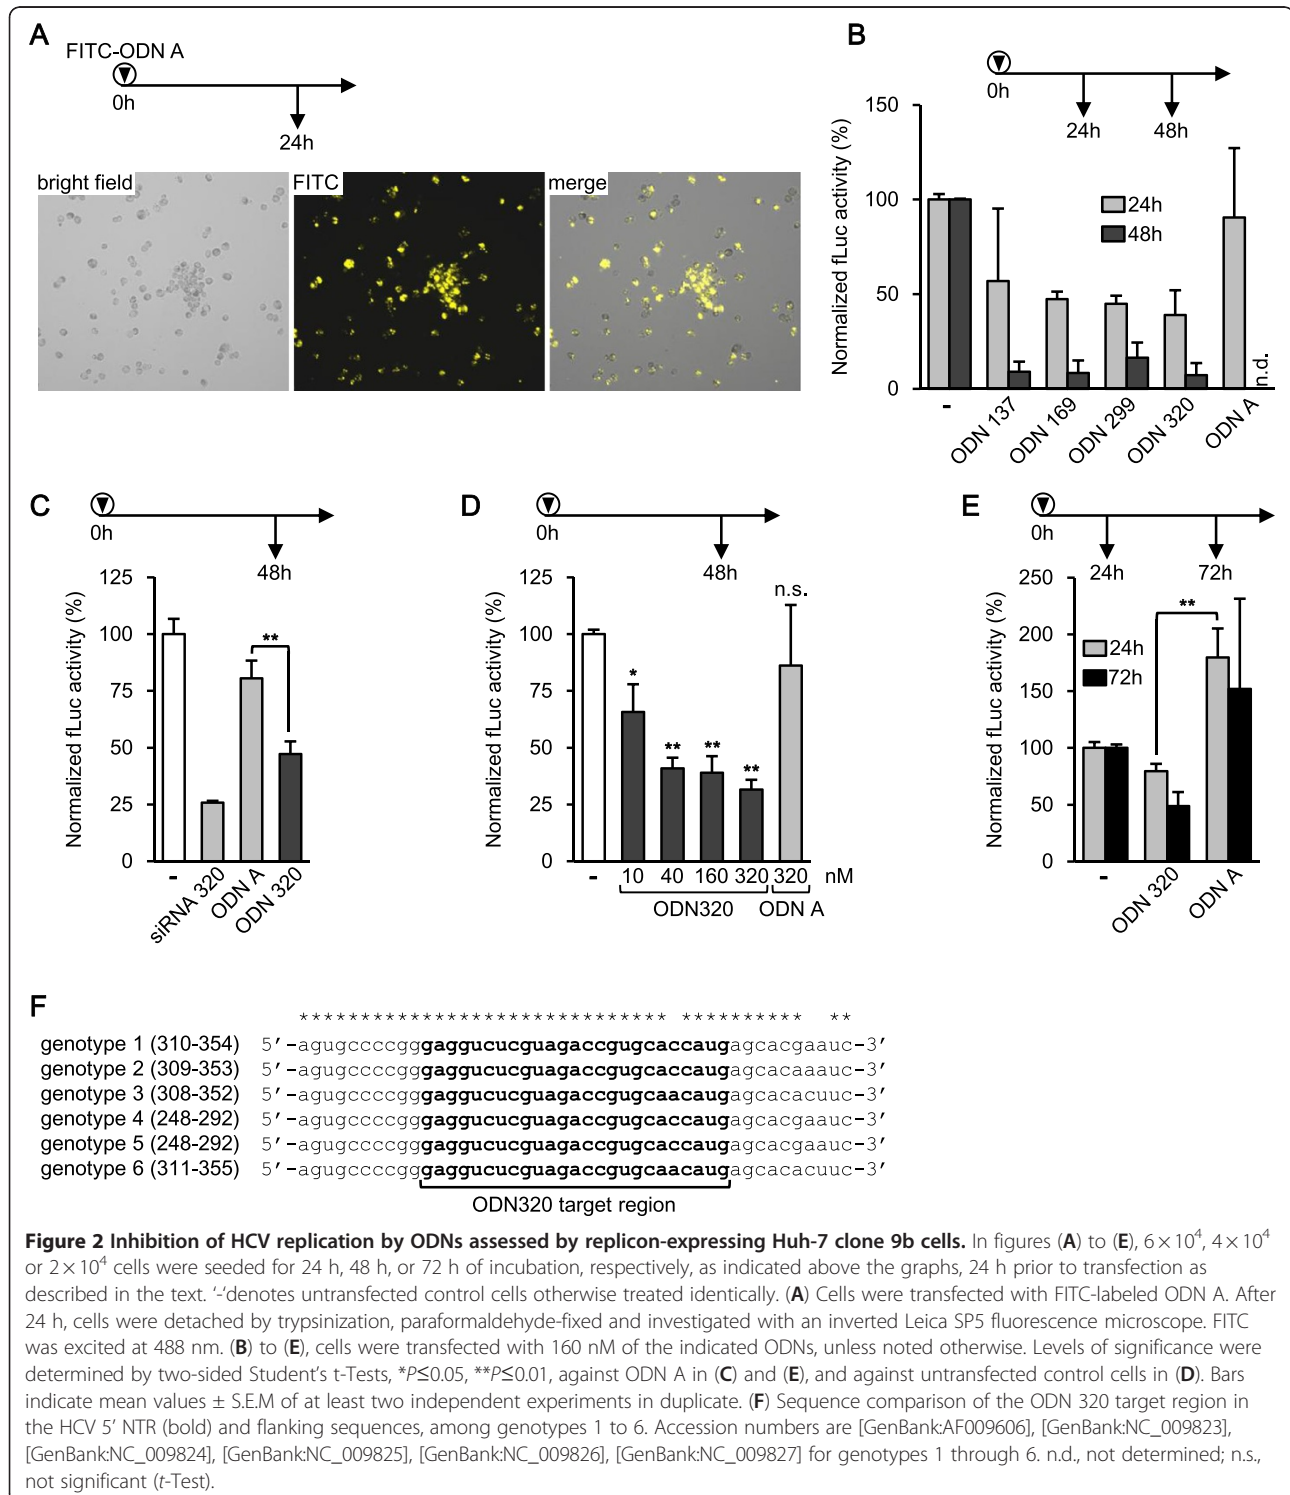 A
FITC-ODN A
0h
24h
bright field
FITC
merge
B
0h
24h
48h
Normalized fLuc activity (%)
150
100
50
0
24h
48h
n.d.
-
ODN 137
ODN 169
ODN 299
ODN 320
ODN A
C
0h
48h
Normalized fLuc activity (%)
125
100
75
50
25
0
**
-
siRNA 320
ODN A
ODN 320
D
0h
48h
Normalized fLuc activity (%)
125
100
75
50
25
0
*
**
**
**
n.s.
- 10 40 160 320 320 nM
ODN320 ODN A
E
0h
24h 72h
Normalized fLuc activity (%)
250
200
150
100
50
0
**
24h
72h
-
ODN 320
ODN A
F
****************************** ********** **
genotype 1 (310-354) 5'-agugccccgggaggucucguagaccgugcaccaugagcacgaauc-3'
genotype 2 (309-353) 5'-agugccccgggaggucucguagaccgugcaccaugagcacaaauc-3'
genotype 3 (308-352) 5'-agugccccgggaggucucguagaccgugcaacaugagcacacuuc-3'
genotype 4 (248-292) 5'-agugccccgggaggucucguagaccgugcaccaugagcacgaauc-3'
genotype 5 (248-292) 5'-agugccccgggaggucucguagaccgugcaccaugagcacgaauc-3'
genotype 6 (311-355) 5'-agugccccgggaggucucguagaccgugcaacaugagcacacuuc-3'
ODN320 target region
Figure 2 Inhibition of HCV replication by ODNs assessed by replicon-expressing Huh-7 clone 9b cells. In figures (A) to (E), 6×10⁴, 4×10⁴
or 2×10⁴ cells were seeded for 24 h, 48 h, or 72 h of incubation, respectively, as indicated above the graphs, 24 h prior to transfection as
described in the text. '-'denotes untransfected control cells otherwise treated identically. (A) Cells were transfected with FITC-labeled ODN A. After
24 h, cells were detached by trypsinization, paraformaldehyde-fixed and investigated with an inverted Leica SP5 fluorescence microscope. FITC
was excited at 488 nm. (B) to (E), cells were transfected with 160 nM of the indicated ODNs, unless noted otherwise. Levels of significance were
determined by two-sided Student's t-Tests, *P≤0.05, **P≤0.01, against ODN A in (C) and (E), and against untransfected control cells in (D). Bars
indicate mean values ± S.E.M of at least two independent experiments in duplicate. (F) Sequence comparison of the ODN 320 target region in
the HCV 5' NTR (bold) and flanking sequences, among genotypes 1 to 6. Accession numbers are [GenBank:AF009606], [GenBank:NC_009823],
[GenBank:NC_009824], [GenBank:NC_009825], [GenBank:NC_009826], [GenBank:NC_009827] for genotypes 1 through 6. n.d., not determined; n.s.,
not significant (t-Test).